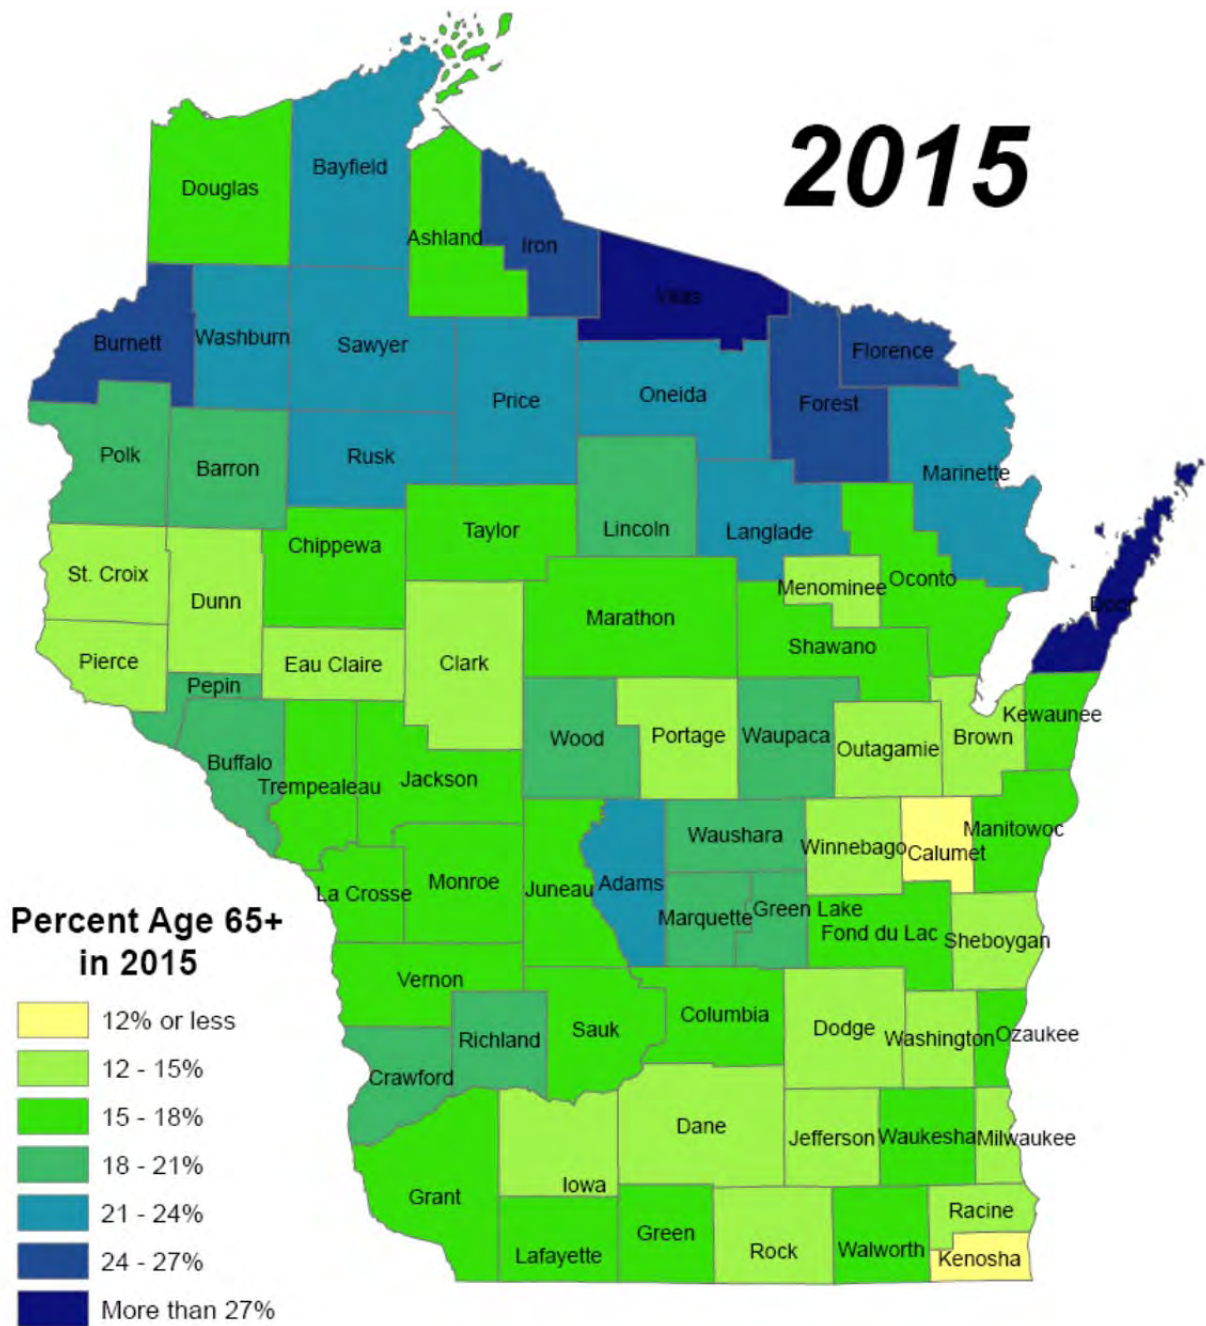 2015
Bayfield
Douglas
Ashland
Iron
Vilas
Burnett
Washburn
Sawyer
Florence
Price
Oneida
Forest
Polk
Barron
Rusk
Marinette
Lincoln
Langlade
Taylor
Chippewa
St. Croix
Dunn
Menominee
Oconto
Door
Marathon
Shawano
Pierce
Eau Claire
Clark
Pepin
Kewaunee
Wood
Portage
Waupaca
Outagamie
Brown
Buffalo
Trempealeau
Jackson
Manitowoc
Waushara
Winnebago
Calumet
La Crosse
Monroe
Juneau
Adams
Marquette
Green Lake
Fond du Lac
Sheboygan
Vernon
Richland
Sauk
Columbia
Dodge
Washington
Ozaukee
Crawford
Dane
Jefferson
Waukesha
Milwaukee
Iowa
Grant
Lafayette
Green
Rock
Walworth
Racine
Kenosha
Percent Age 65+
in 2015
12% or less
12 - 15%
15 - 18%
18 - 21%
21 - 24%
24 - 27%
More than 27%